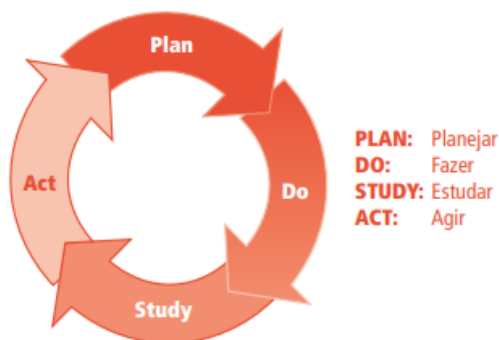 Plan
Do
Study
Act
PLAN: Planejar
DO: Fazer
STUDY: Estudar
ACT: Agir